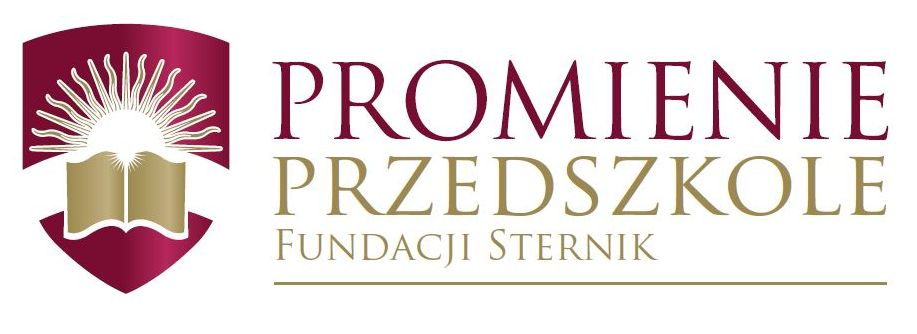 PROMIENIE
PRZEDSZKOLE
FUNDACJI STERNIK